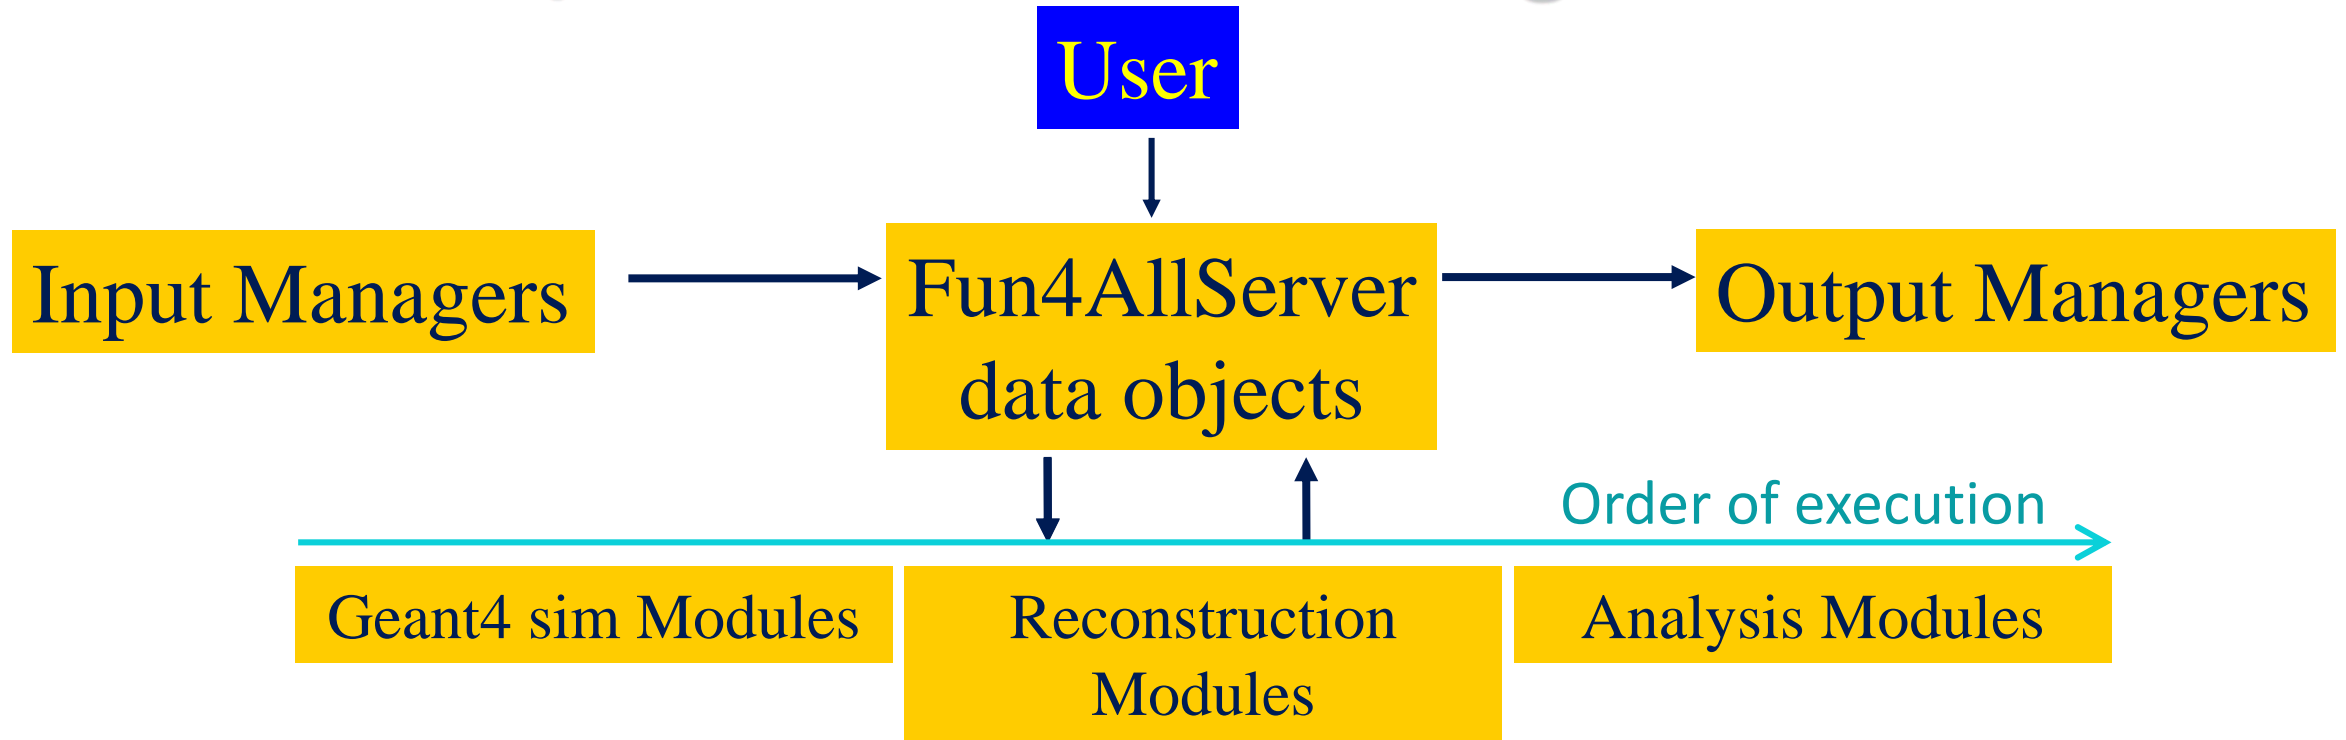 User
Input Managers
Fun4AllServer
data objects
Output Managers
Order of execution
Geant4 sim Modules
Reconstruction
Modules
Analysis Modules